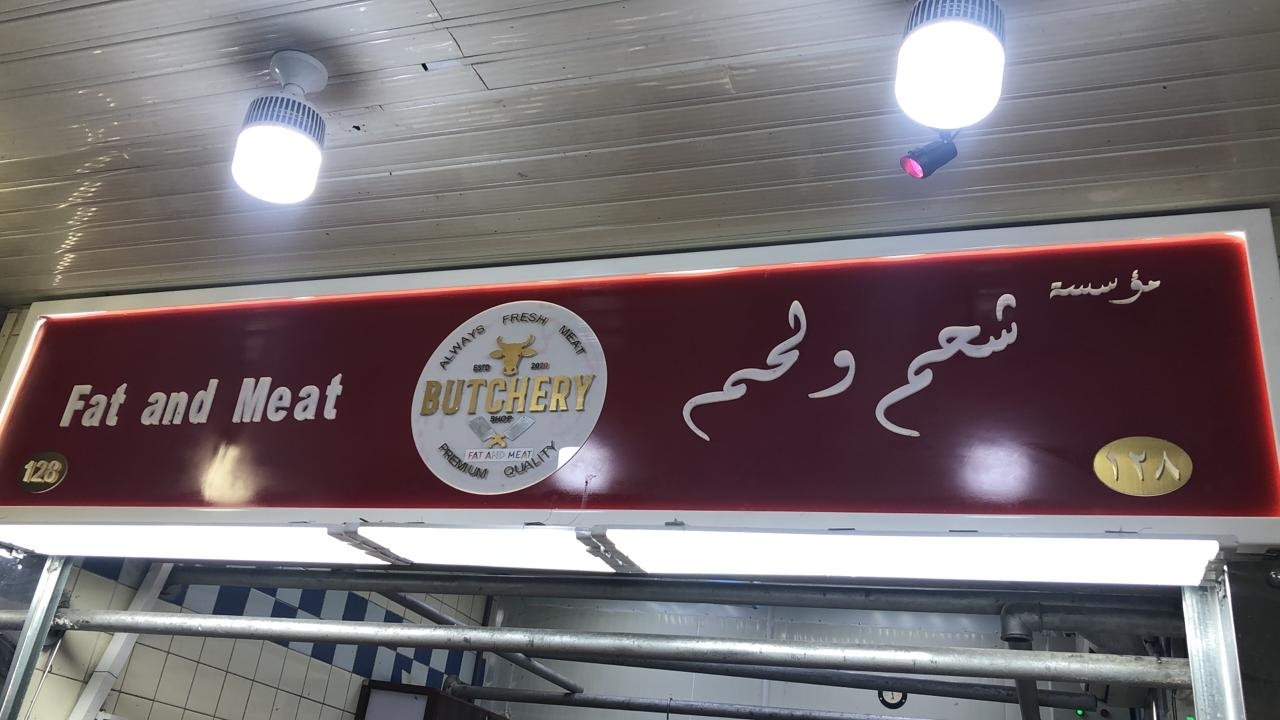 مؤسسة
شحم ولحم
١٢٨
Fat and Meat
128
ALWAYS FRESH MEAT
ESTD 2020
BUTCHERY
SHOP
FAT AND MEAT
PREMIUM QUALITY